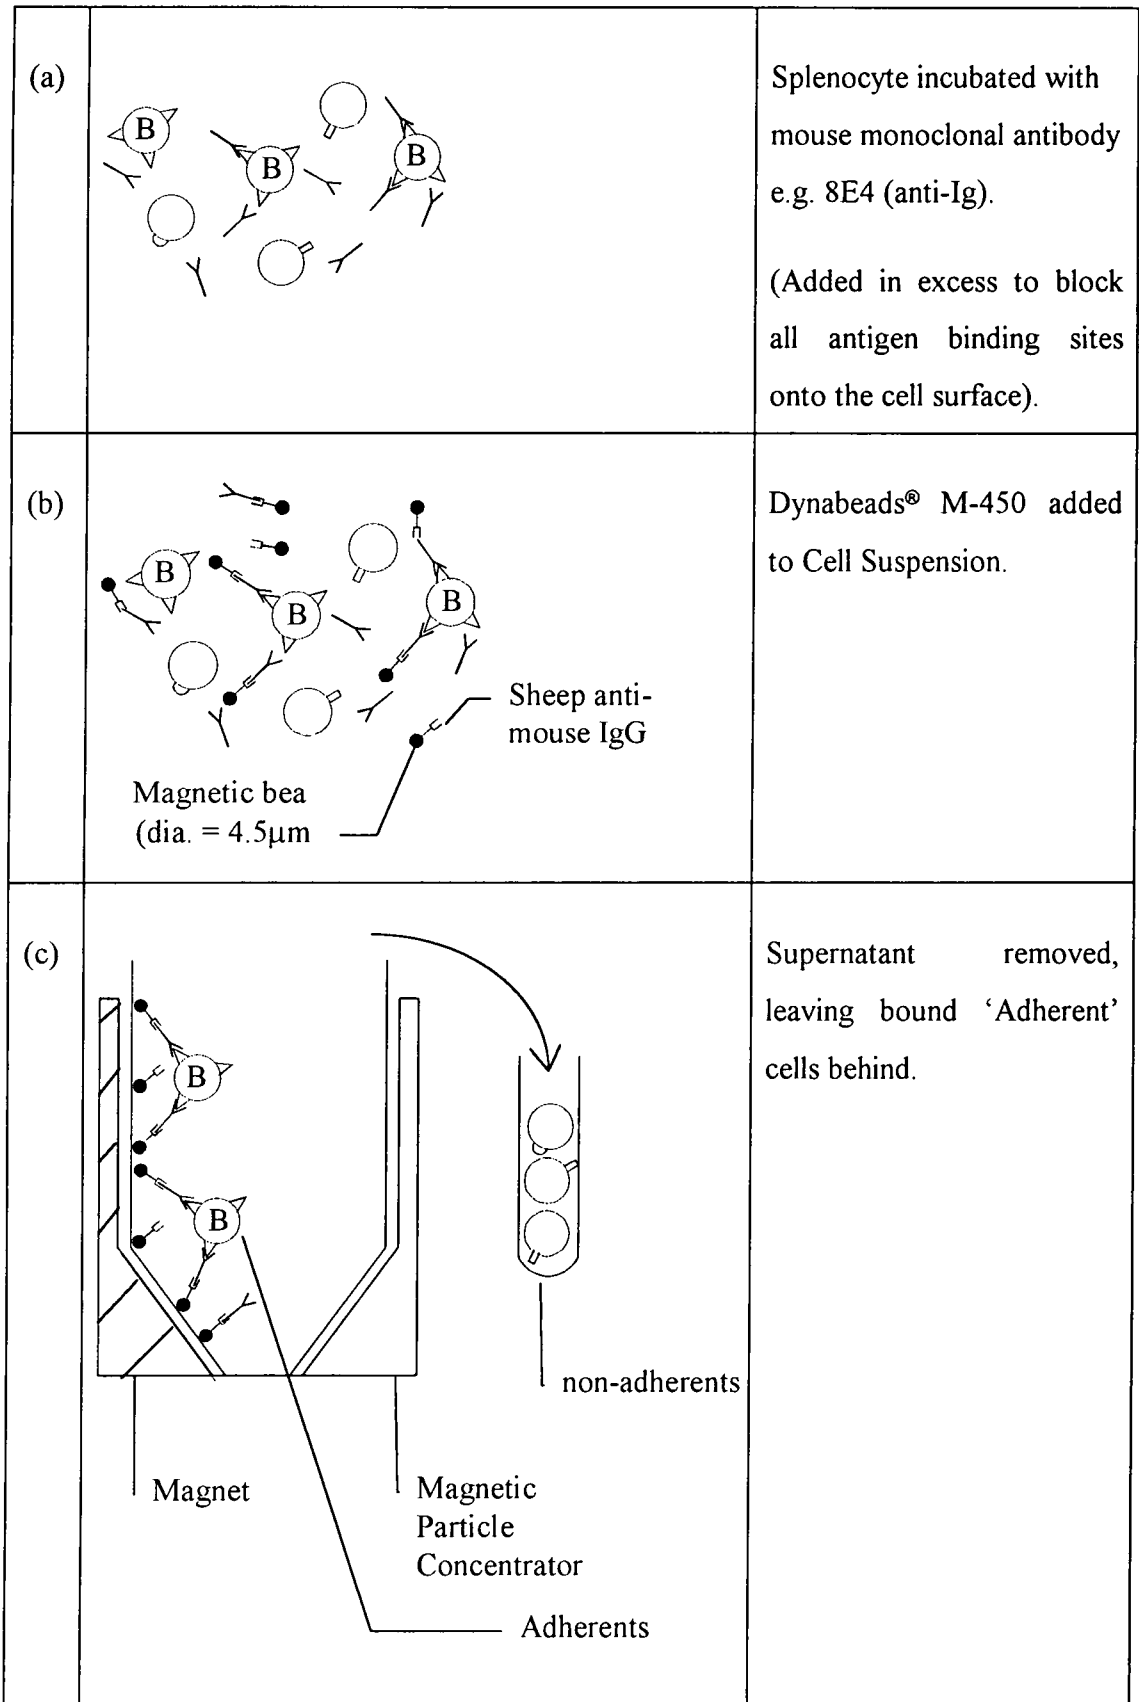 (a)
B
B
B
Splenocyte incubated with
mouse monoclonal antibody
e.g. 8E4 (anti-Ig).
(Added in excess to block
all antigen binding sites
onto the cell surface).
(b)
B
B
B
Sheep anti-
mouse IgG
Magnetic bea
(dia. = 4.5μm
Dynabeads® M-450 added
to Cell Suspension.
(c)
B
B
non-adherents
Magnet
Magnetic
Particle
Concentrator
Adherents
Supernatant removed,
leaving bound ‘Adherent’
cells behind.